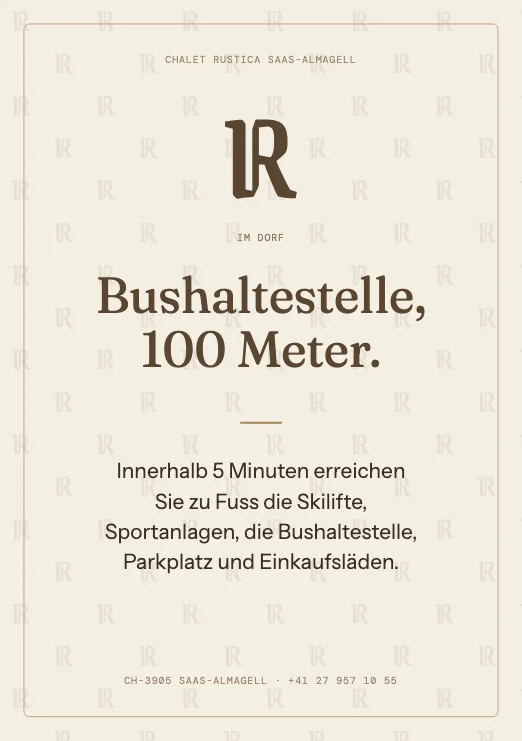 CHALET RUSTICA SAAS-ALMAGELL
R
IM DORF
Bushaltestelle,
100 Meter.
Innerhalb 5 Minuten erreichen
Sie zu Fuss die Skilifte,
Sportanlagen, die Bushaltestelle,
Parkplatz und Einkaufsläden.
CH-3905 SAAS-ALMAGELL · +41 27 957 10 55